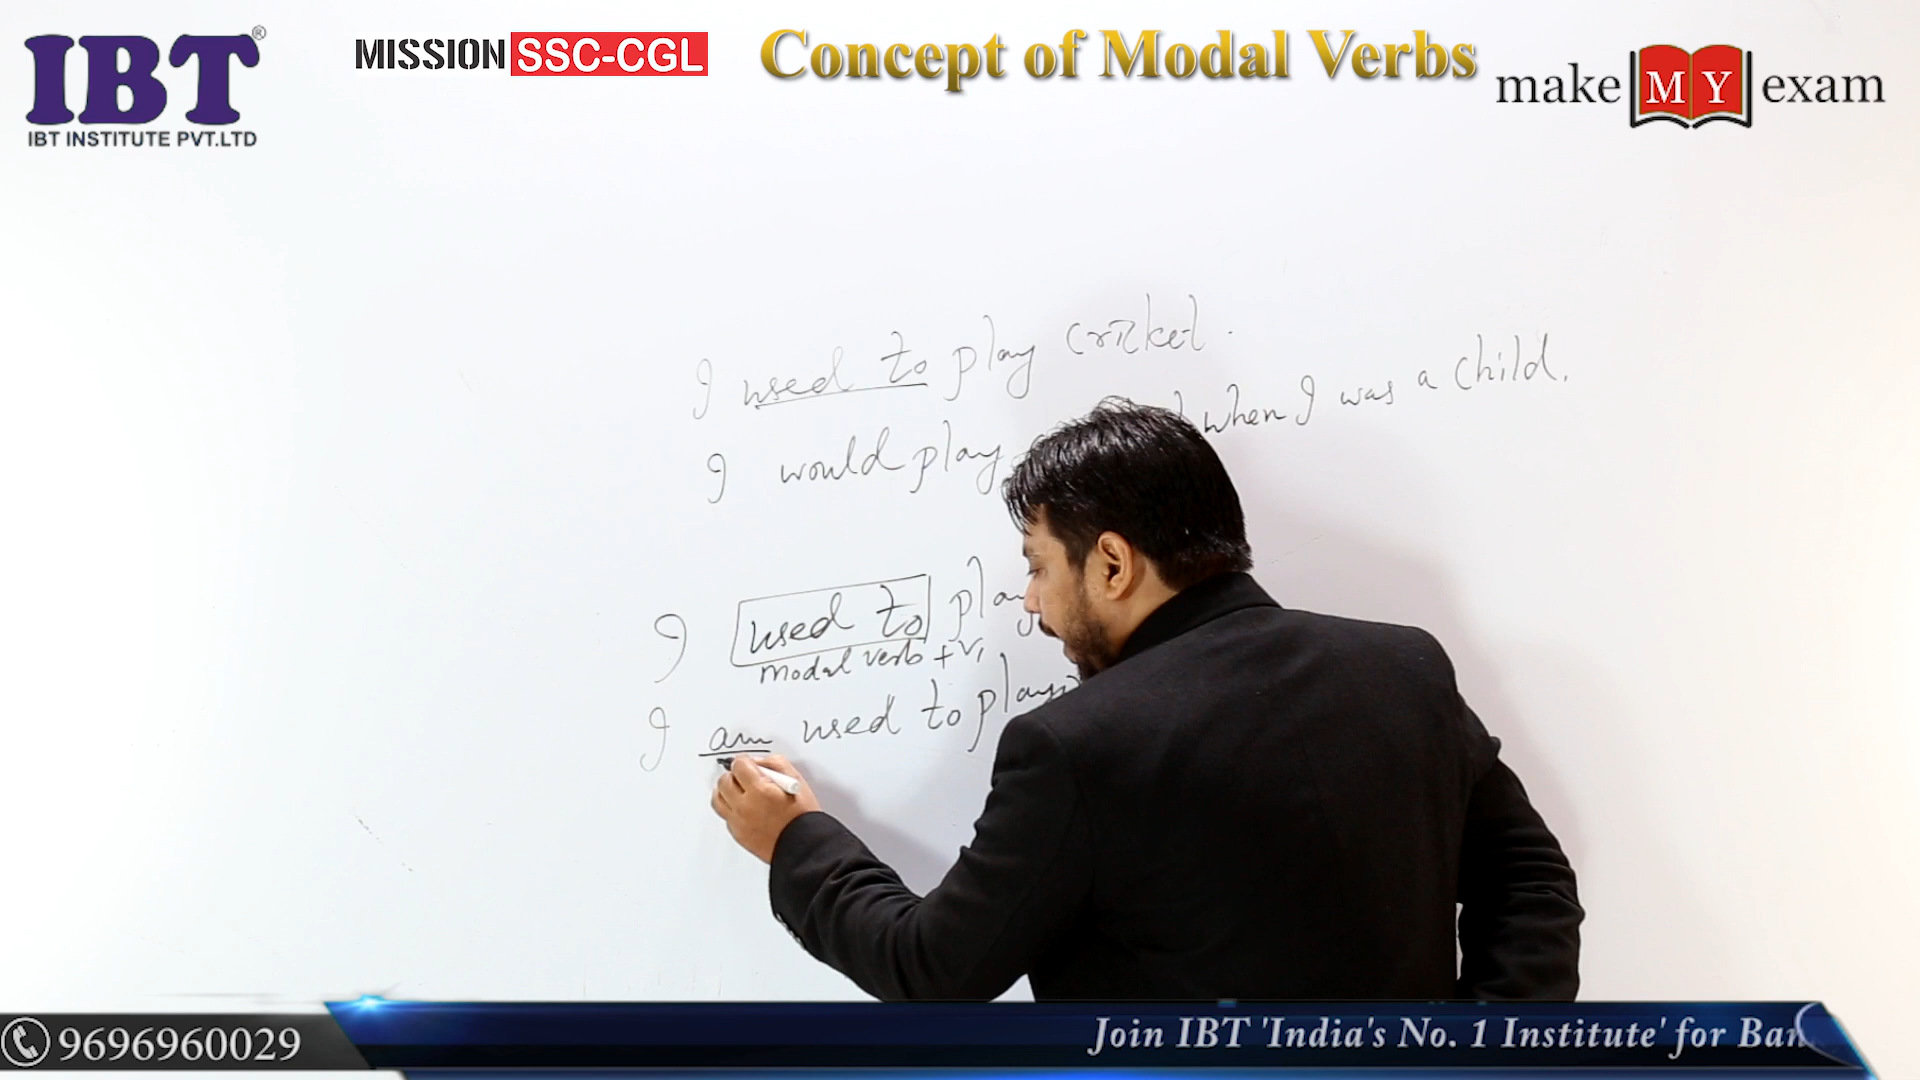 IBT®
IBT INSTITUTE PVT.LTD
MISSION SSC-CGL
Concept of Modal Verbs
make MY exam
I used to play cricket.
I would play when I was a child.
I used to play
modal verb + V1
I am used to
9696960029
Join IBT 'India's No. 1 Institute' for Ban